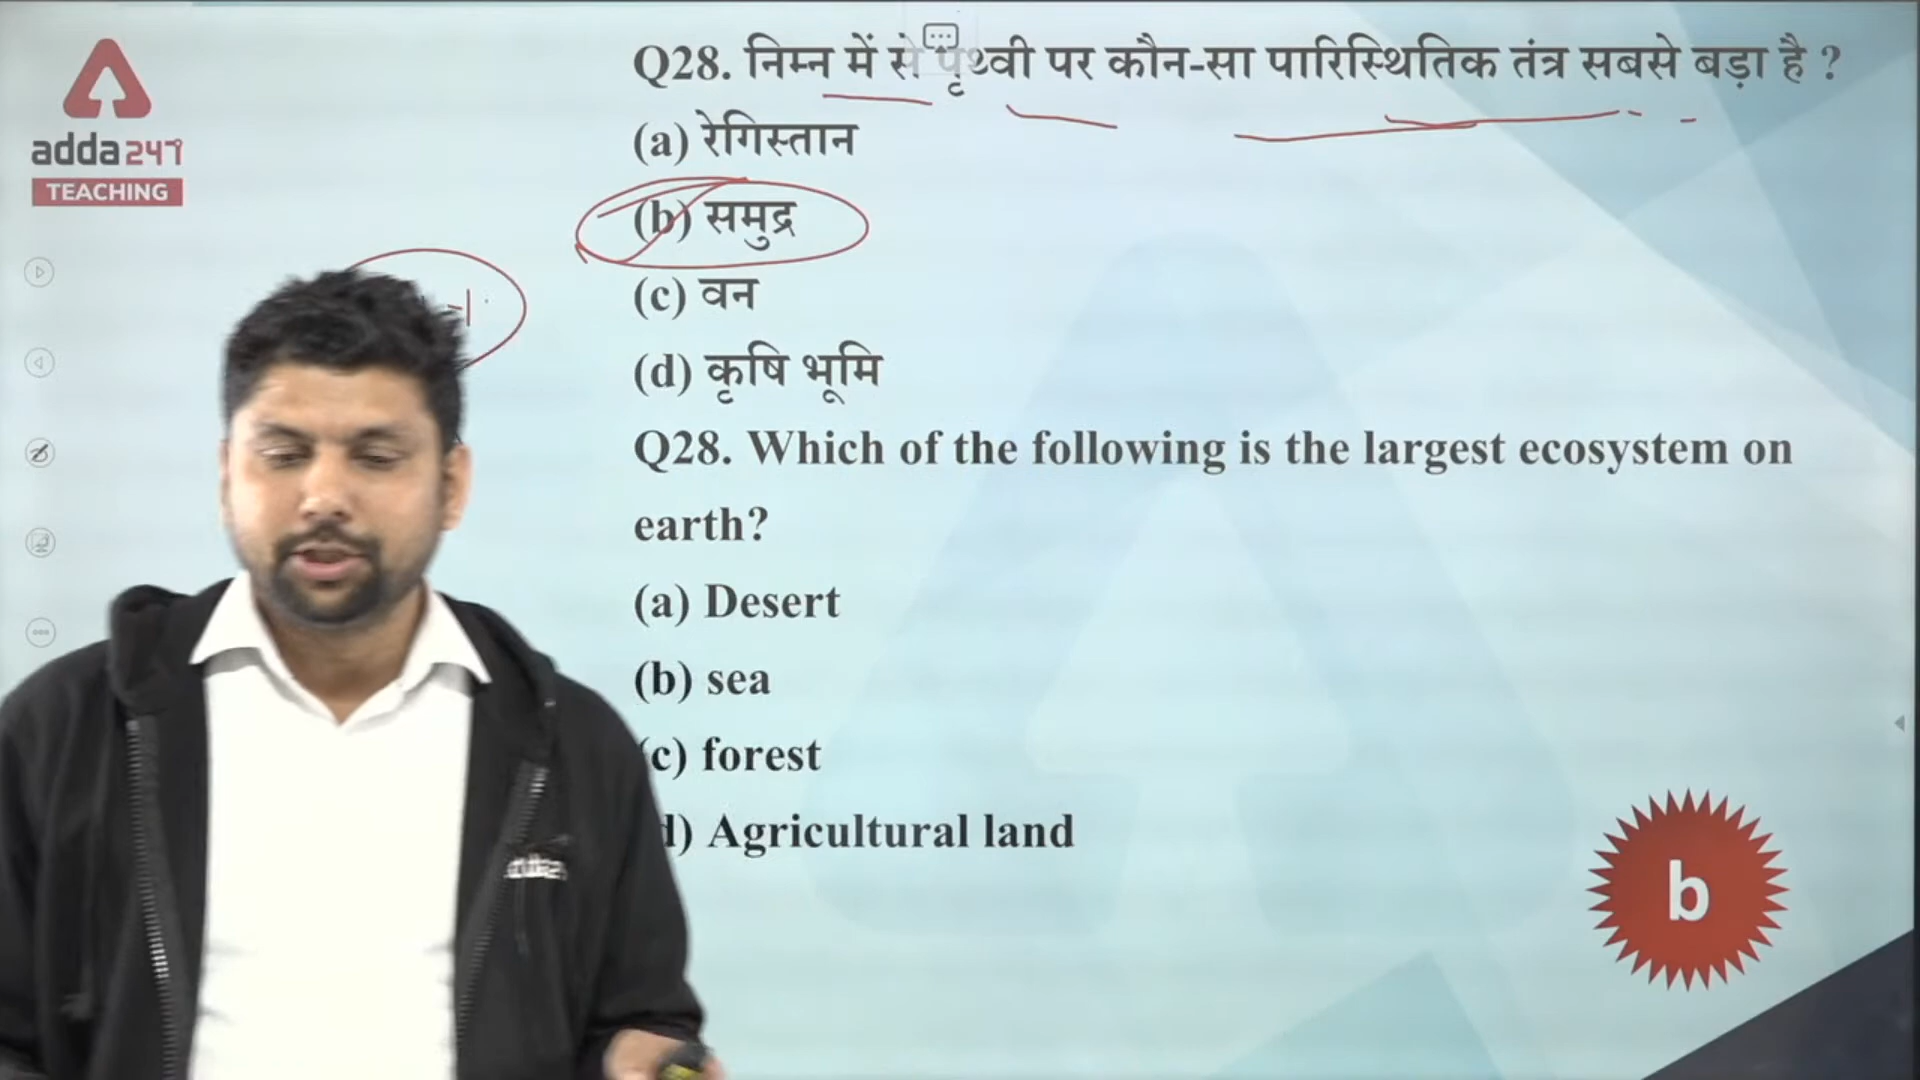 adda247
TEACHING
Q28. निम्न में से पृथ्वी पर कौन-सा पारिस्थितिक तंत्र सबसे बड़ा है ?
(a) रेगिस्तान
(b) समुद्र
(c) वन
(d) कृषि भूमि
Q28. Which of the following is the largest ecosystem on
earth?
(a) Desert
(b) sea
(c) forest
d) Agricultural land
b